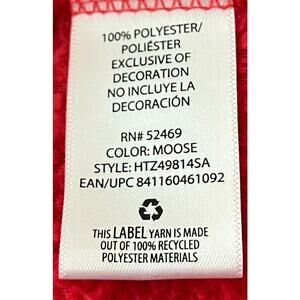 100% POLYESTER/
POLIÉSTER
EXCLUSIVE OF
DECORATION
NO INCLUYE LA
DECORACIÓN
RN# 52469
COLOR: MOOSE
STYLE: HTZ49814SA
EAN/UPC 841160461092
THIS LABEL YARN IS MADE
OUT OF 100% RECYCLED
POLYESTER MATERIALS